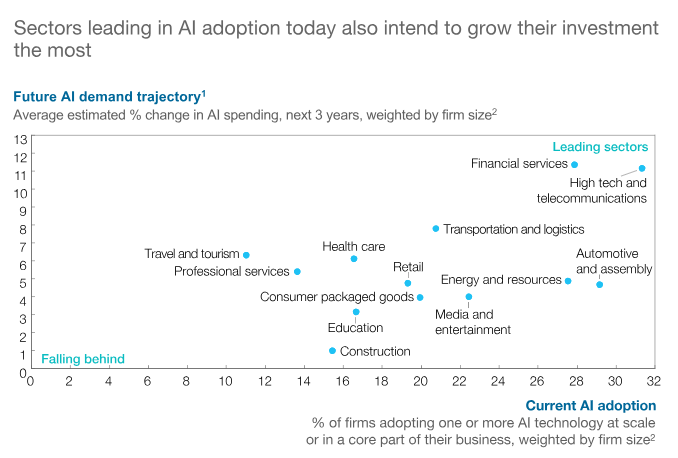 Sectors leading in AI adoption today also intend to grow their investment
the most
Future AI demand trajectory¹
Average estimated % change in AI spending, next 3 years, weighted by firm size²
13
12
11
10
9
8
7
6
5
4
3
2
1
0
Leading sectors
Financial services
High tech and
telecommunications
Transportation and logistics
Travel and tourism
Health care
Automotive
and assembly
Professional services
Retail
Energy and resources
Consumer packaged goods
Media and
entertainment
Education
Construction
Falling behind
0 2 4 6 8 10 12 14 16 18 20 22 24 26 28 30 32
Current AI adoption
% of firms adopting one or more AI technology at scale
or in a core part of their business, weighted by firm size²